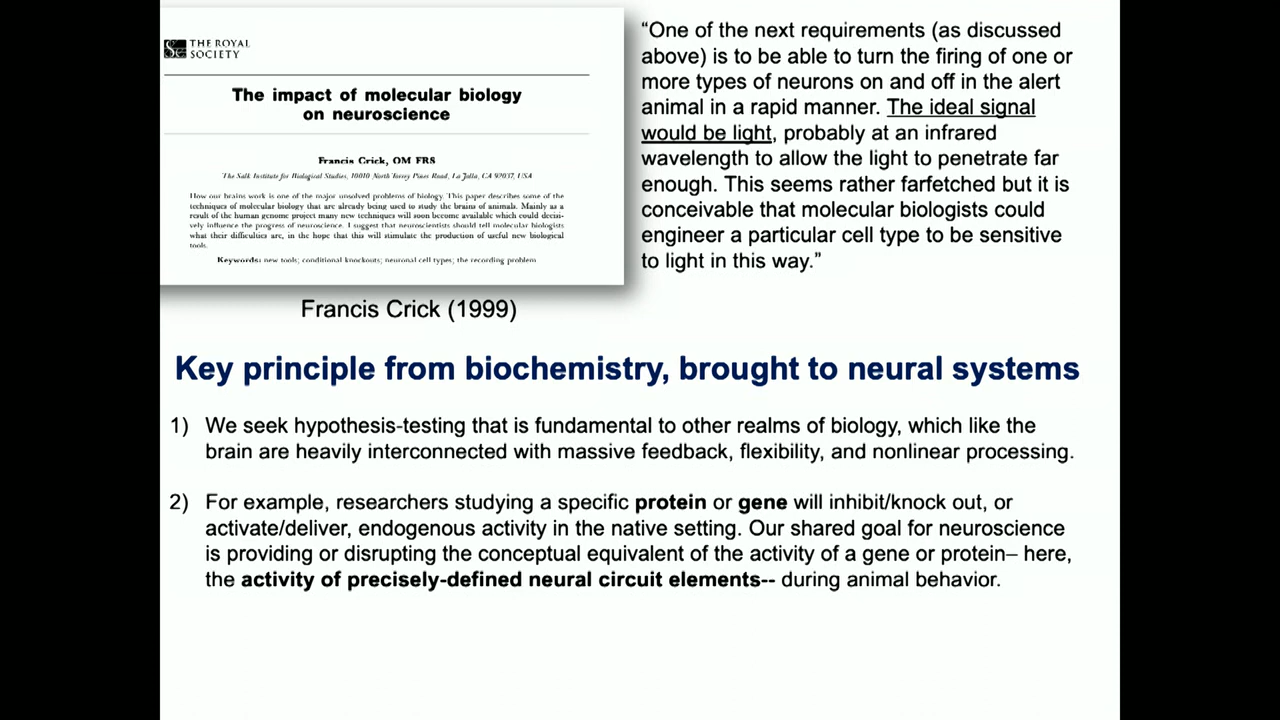 THE ROYAL
SOCIETY
The impact of molecular biology
on neuroscience
Francis Crick, OM FRS
The Salk Institute for Biological Studies, 10010 North Torrey Pines Road, La Jolla, CA 92037, USA
How our brains work is one of the major unsolved problems of biology. This paper describes some of the
techniques of molecular biology that are already being used to study the brains of animals. Mainly as a
result of the human genome project many new techniques will soon become available which could decisi-
vely influence the progress of neuroscience. I suggest that neuroscientists should tell molecular biologists
what their difficulties are, in the hope that this will stimulate the production of useful new biological
tools.
Keywords: new tools; conditional knockouts; neuronal cell types; the recording problem
Francis Crick (1999)
“One of the next requirements (as discussed
above) is to be able to turn the firing of one or
more types of neurons on and off in the alert
animal in a rapid manner. The ideal signal
would be light, probably at an infrared
wavelength to allow the light to penetrate far
enough. This seems rather farfetched but it is
conceivable that molecular biologists could
engineer a particular cell type to be sensitive
to light in this way.”
Key principle from biochemistry, brought to neural systems
1) We seek hypothesis-testing that is fundamental to other realms of biology, which like the
brain are heavily interconnected with massive feedback, flexibility, and nonlinear processing.
2) For example, researchers studying a specific protein or gene will inhibit/knock out, or
activate/deliver, endogenous activity in the native setting. Our shared goal for neuroscience
is providing or disrupting the conceptual equivalent of the activity of a gene or protein– here,
the activity of precisely-defined neural circuit elements-- during animal behavior.